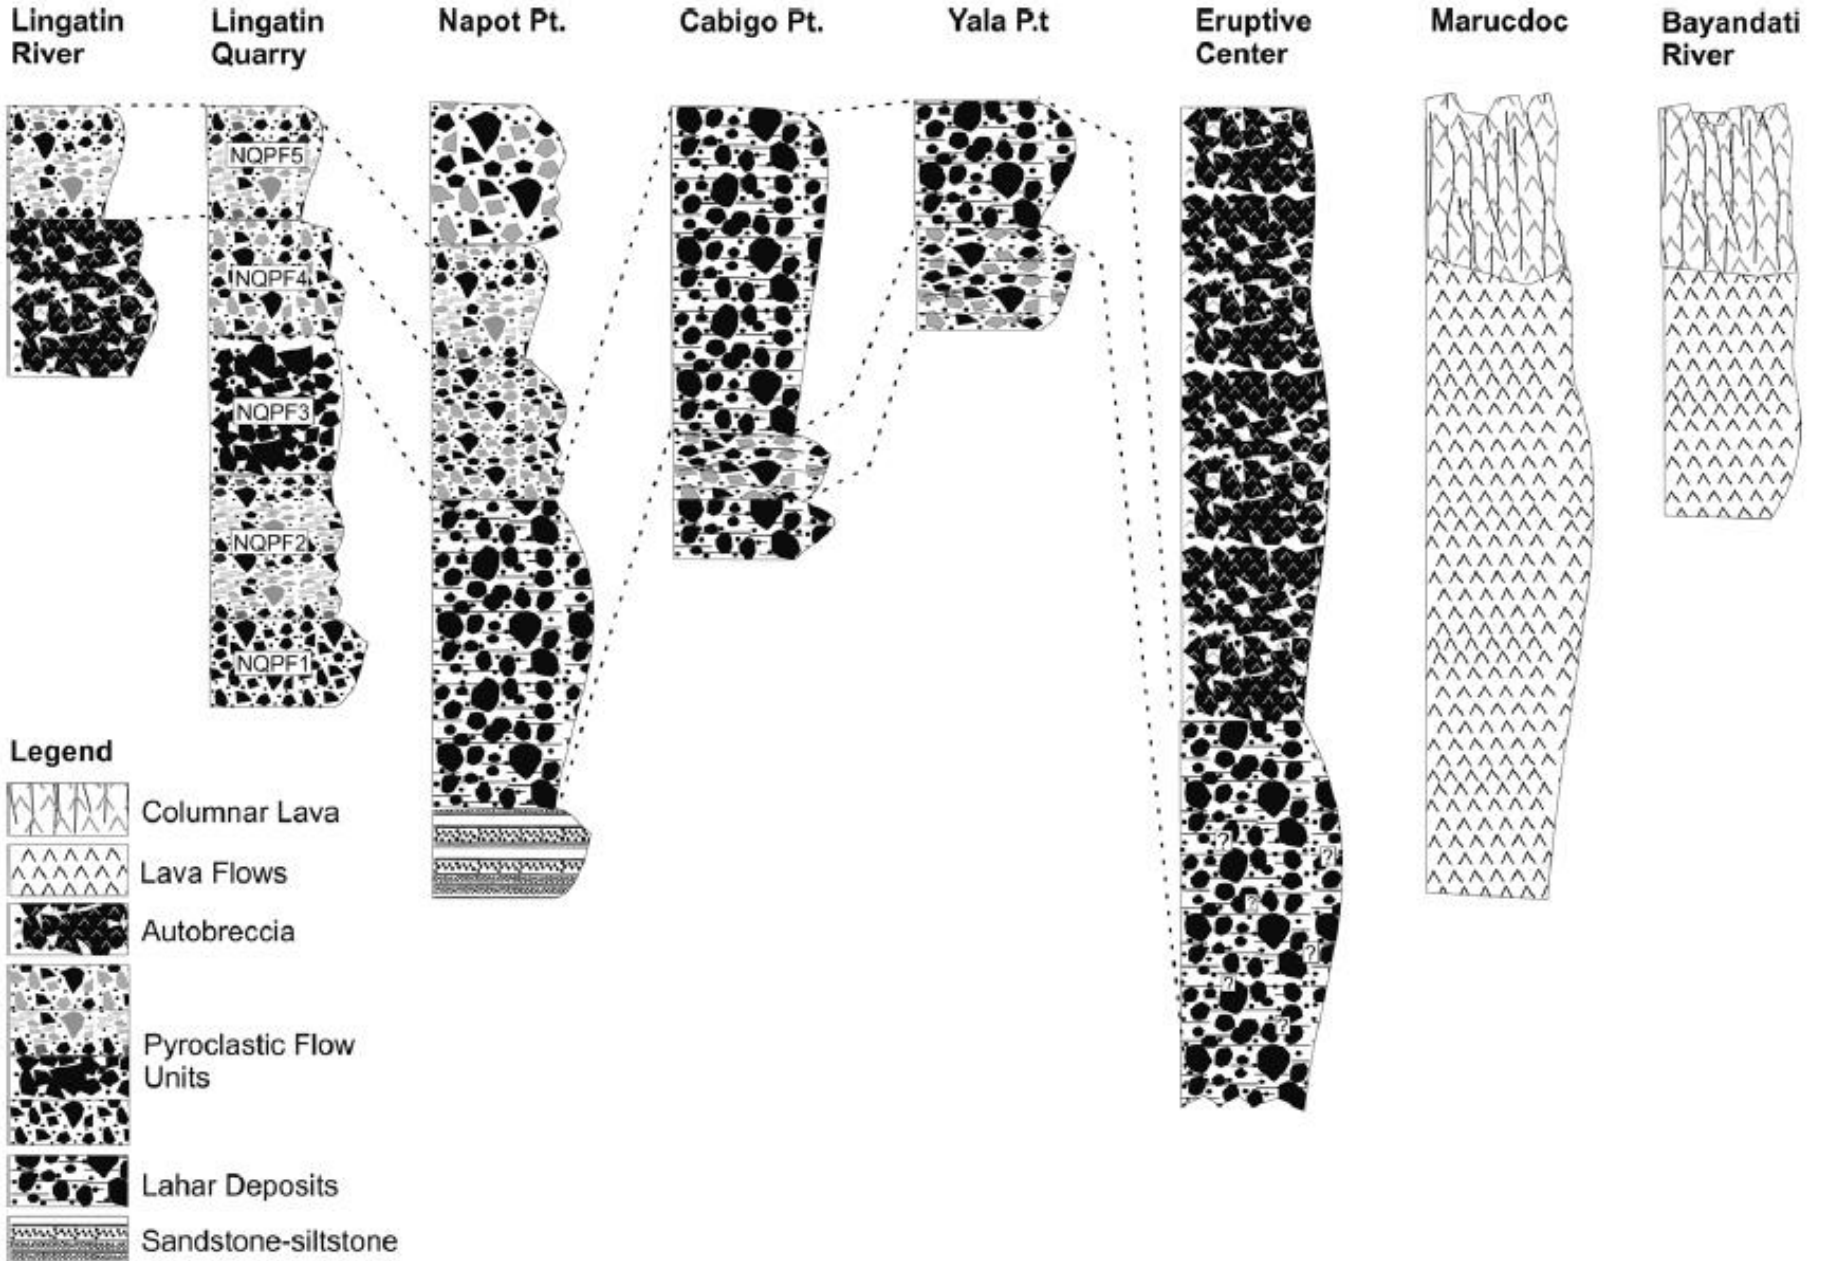 Lingatin
River
Lingatin
Quarry
Napot Pt.
Cabigo Pt.
Yala P.t
Eruptive
Center
Marucdoc
Bayandati
River
NQPF5
NQPF4
NQPF3
NQPF2
NQPF1
?
?
?
?
?
?
Legend
Columnar Lava
Lava Flows
Autobreccia
Pyroclastic Flow
Units
Lahar Deposits
Sandstone-siltstone